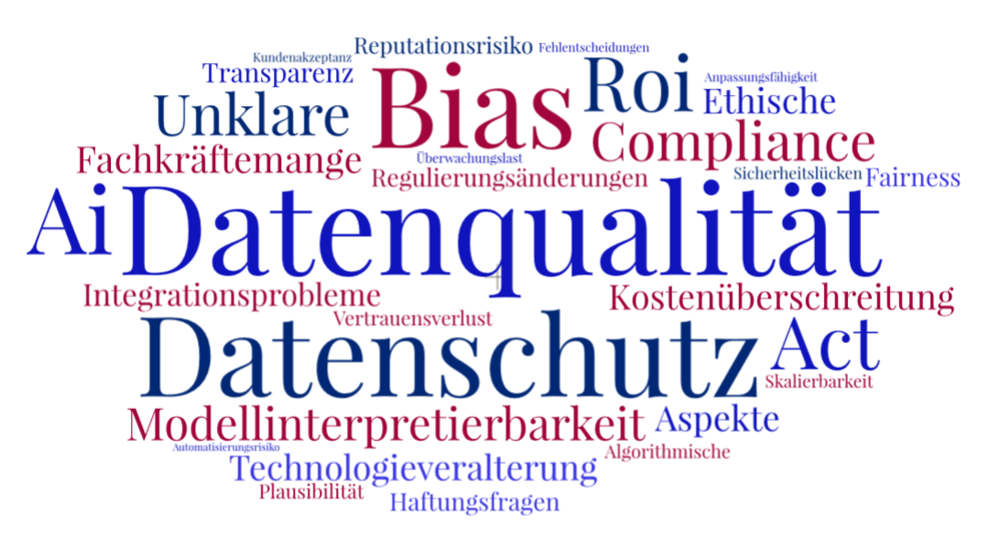 Reputationsrisiko Fehlentscheidungen
Kundenakzeptanz
Transparenz
Bias
Roi
Anpassungsfähigkeit
Unklare
Ethische
Compliance
Fachkräftemange
Überwachungslast
Regulierungsänderungen
Sicherheitslücken
Fairness
Ai
Datenqualität
Integrationsprobleme
Kostenüberschreitung
Vertrauensverlust
Datenschutz
Act
Skalierbarkeit
Modellinterpretierbarkeit
Aspekte
Automatisierungsrisiko
Algorithmische
Technologieveralterung
Plausibilität
Haftungsfragen